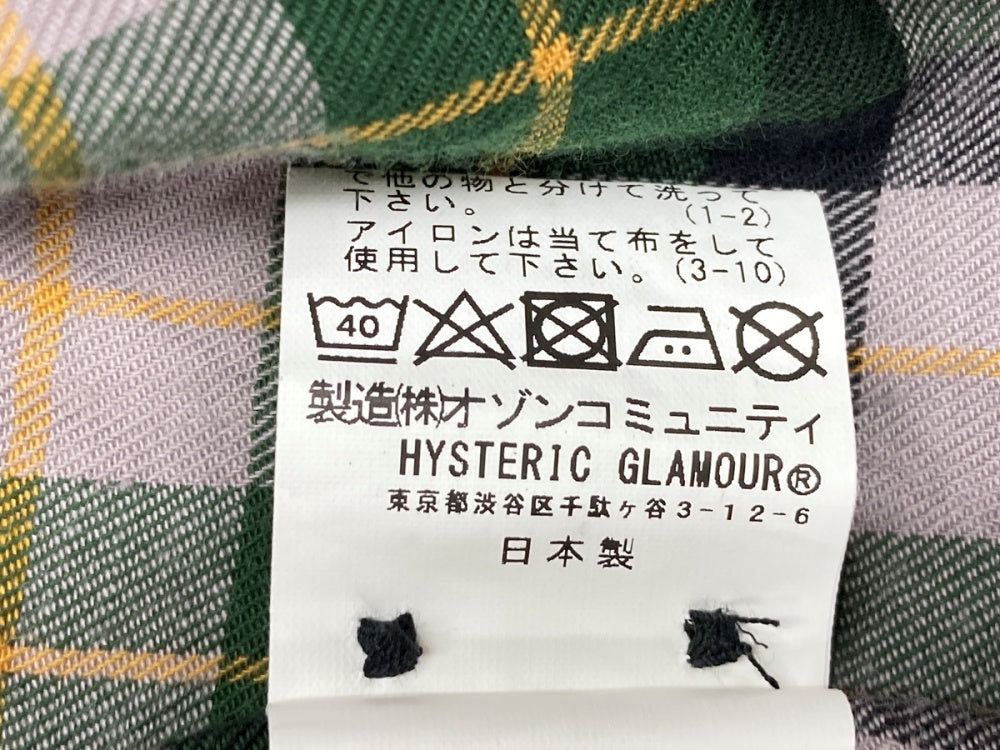 で他の物と分けて洗って
下さい。 (1-2)
アイロンは当て布をして
使用して下さい。(3-10)
40
製造(株)オゾンコミュニティ
HYSTERIC GLAMOUR®
東京都渋谷区千駄ヶ谷3-12-6
日本製